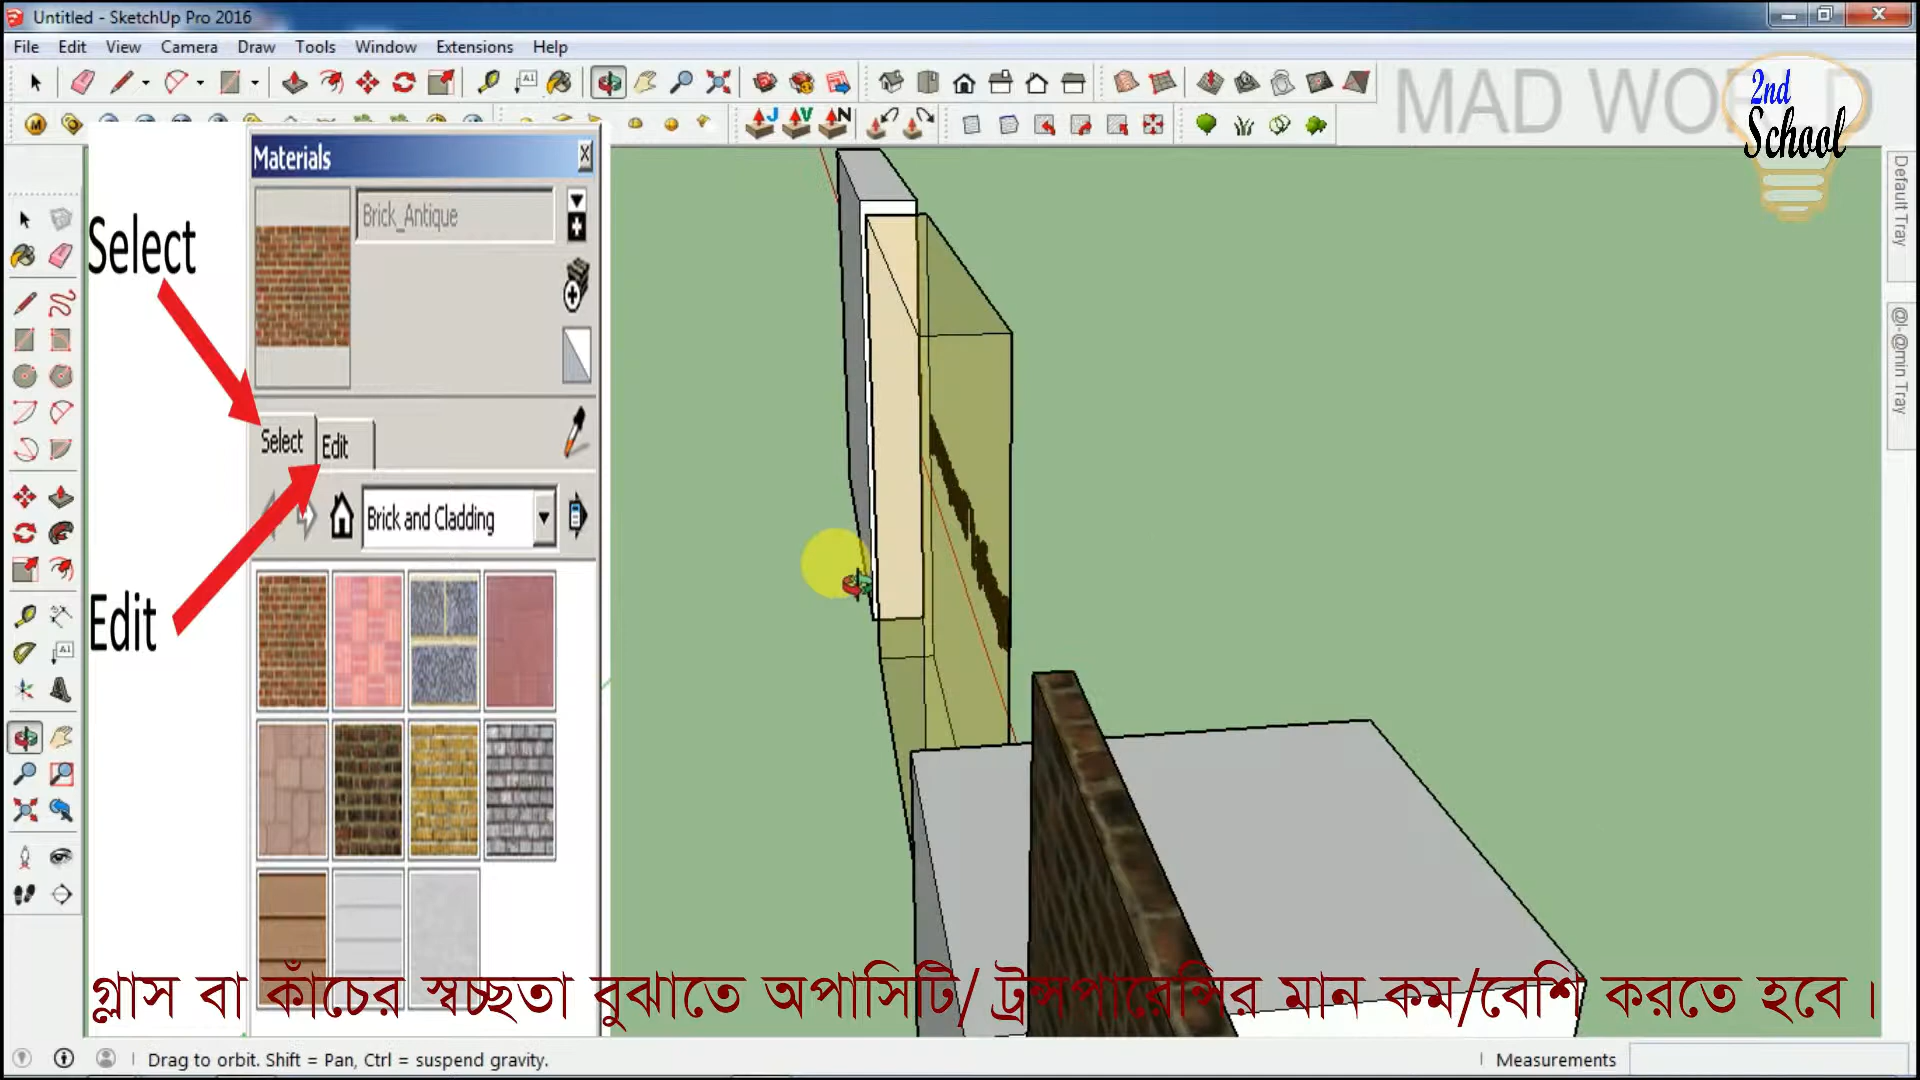 Untitled - SketchUp Pro 2016
File Edit View Camera Draw Tools Window Extensions Help
MAD WO D
2nd
School
Materials
Brick_Antique
Select
Select Edit
Brick and Cladding
Edit
Default Tray
গ্লাস বা কাঁচের স্বচ্ছতা বুঝাতে অপাসিটি/ ট্রন্সপারেন্সির মান কম/বেশি করতে হবে।
Drag to orbit. Shift = Pan, Ctrl = suspend gravity.
Measurements